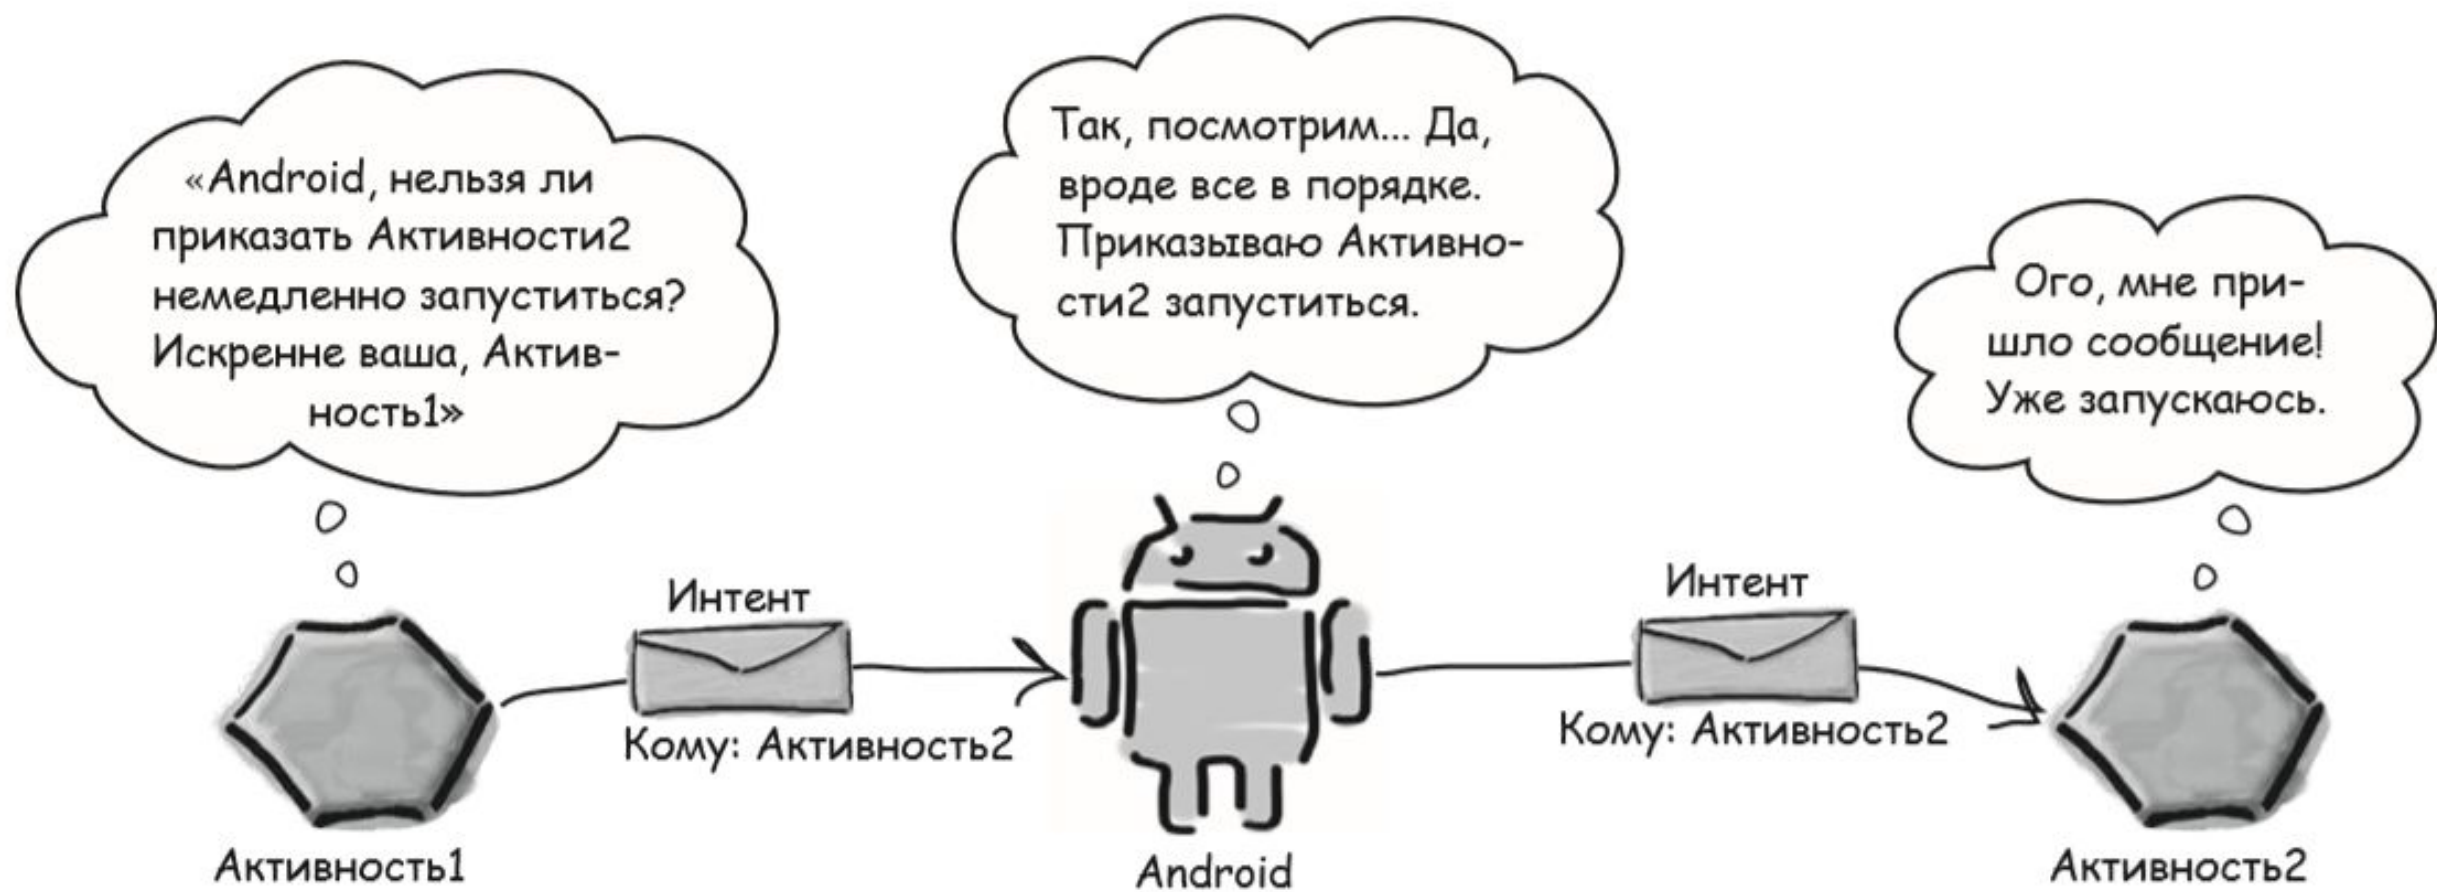 «Android, нельзя ли
приказать Активности2
немедленно запуститься?
Искренне ваша, Актив-
ность1»
Так, посмотрим... Да,
вроде все в порядке.
Приказываю Активно-
сти2 запуститься.
Ого, мне при-
шло сообщение!
Уже запускаюсь.
Интент
Кому: Активность2
Интент
Кому: Активность2
Активность1
Android
Активность2